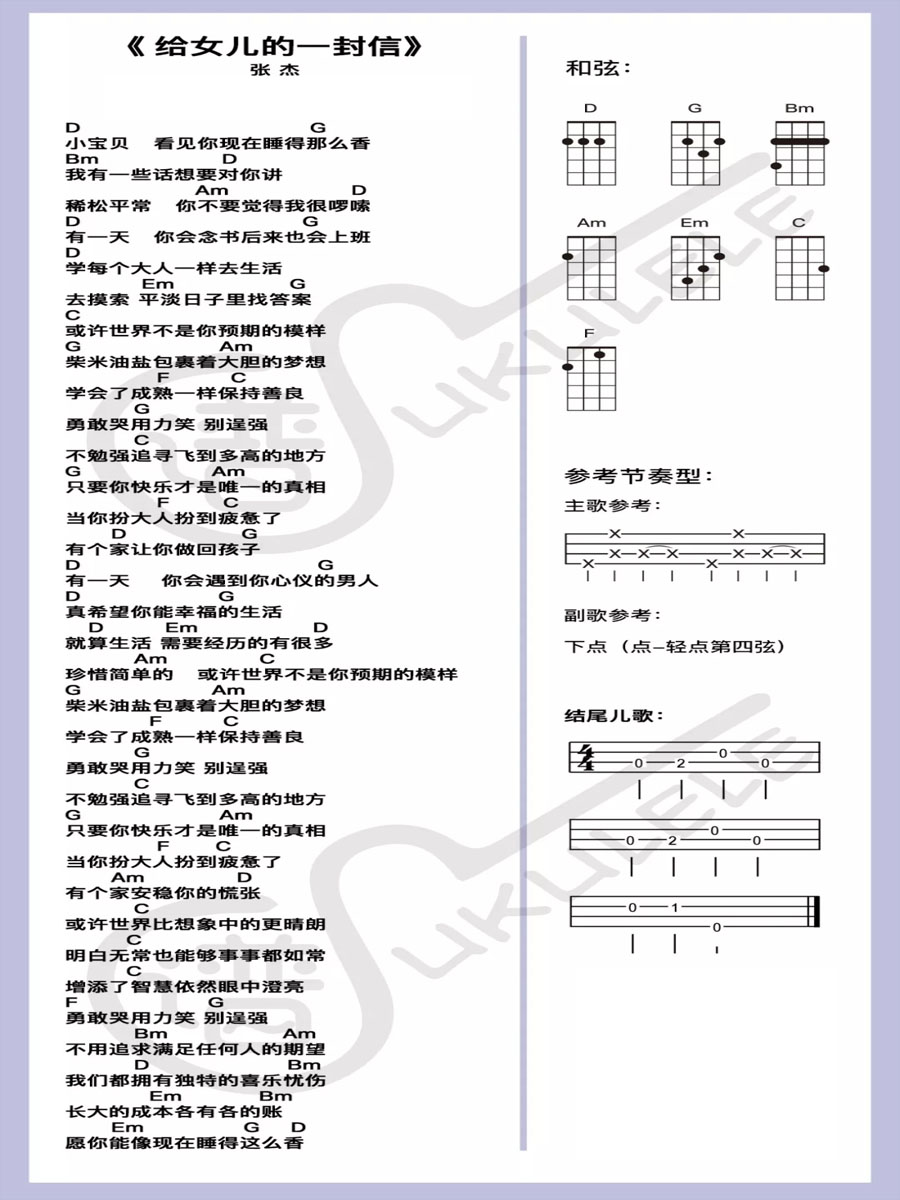 《给女儿的一封信》
张 杰
D G
小宝贝 看见你现在睡得那么香
Bm D
我有一些话想要对你讲
Am D
稀松平常 你不要觉得我很啰嗦
D G
有一天 你会念书后来也会上班
D
学每个大人一样去生活
Em G
去摸索 平淡日子里找答案
C
或许世界不是你预期的模样
G Am
柴米油盐包裹着大胆的梦想
F C
学会了成熟一样保持善良
G
勇敢哭用力笑 别逞强
C
不勉强追寻飞到多高的地方
G Am
只要你快乐才是唯一的真相
F C
当你扮大人扮到疲惫了
D G
有个家让你做回孩子
D G
有一天 你会遇到你心仪的男人
D G
真希望你能幸福的生活
D Em D
就算生活 需要经历的有很多
Am C
珍惜简单的 或许世界不是你预期的模样
G Am
柴米油盐包裹着大胆的梦想
F C
学会了成熟一样保持善良
G
勇敢哭用力笑 别逞强
C
不勉强追寻飞到多高的地方
G Am
只要你快乐才是唯一的真相
F C
当你扮大人扮到疲惫了
Am D
有个家安稳你的慌张
C
或许世界比想象中的更晴朗
C
明白无常也能够事事都如常
C
增添了智慧依然眼中澄亮
F G
勇敢哭用力笑 别逞强
Bm Am
不用追求满足任何人的期望
D Bm
我们都拥有独特的喜乐忧伤
Em Bm
长大的成本各有各的账
Em G D
愿你能像现在睡得这么香
和弦：
D G Bm
Am Em C
F
参考节奏型：
主歌参考：
副歌参考：
下点（点-轻点第四弦）
结尾儿歌：
4/4 0 2 0 0
0 2 0 0
0 1 0
UKULELE
UKULELE